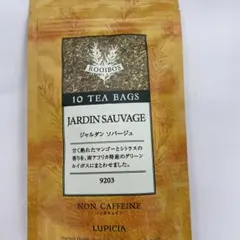 ROOIBOS
10 TEA BAGS
JARDIN SAUVAGE
ジャルダン ソバージュ
甘く熟れたマンゴーとシトラスの
香りを、南アフリカ特産のグリーン
ルイボスにまとわせました。
9203
NON CAFFEINE
LUPICIA